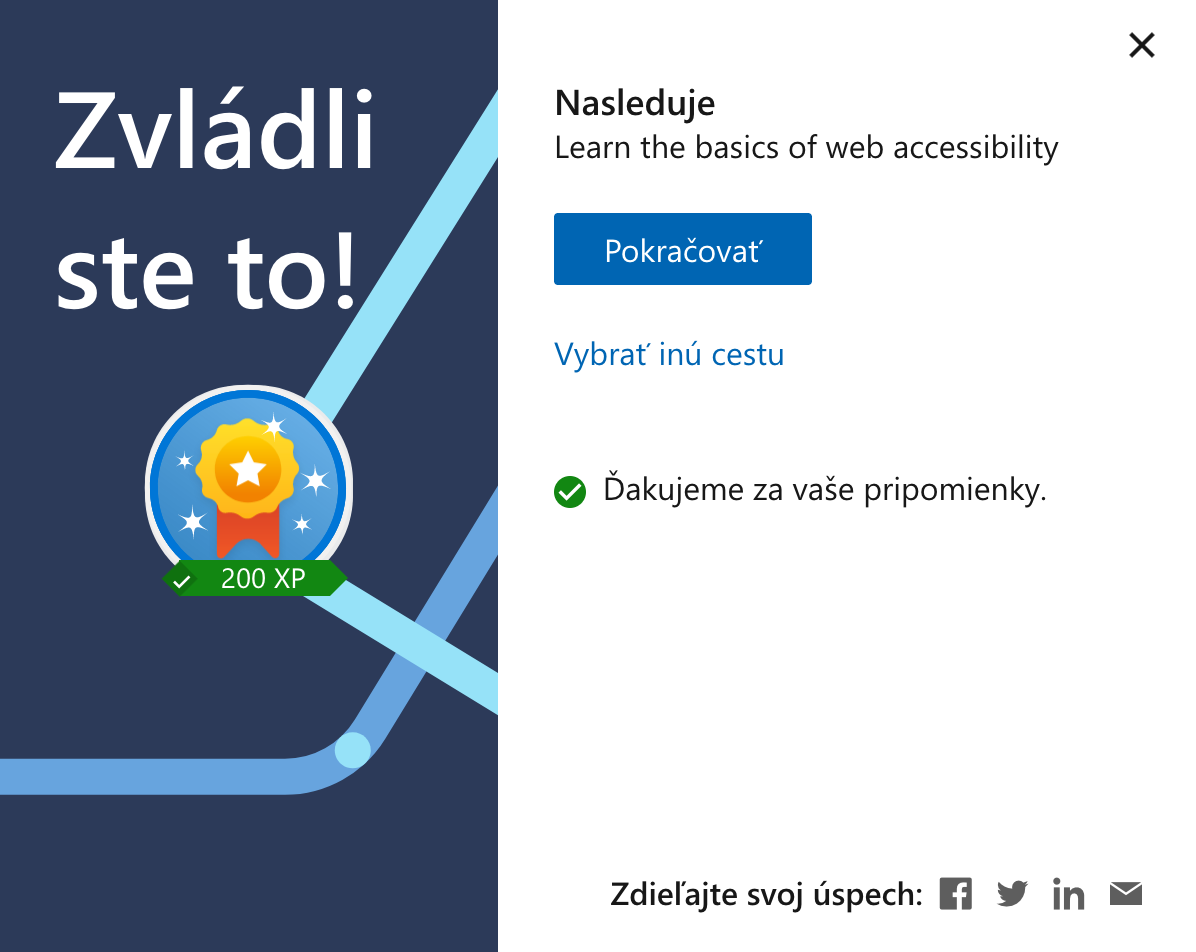 Zvládli
ste to!
200 XP
Nasleduje
Learn the basics of web accessibility
Pokračovať
Vybrať inú cestu
Ďakujeme za vaše pripomienky.
Zdieľajte svoj úspech: